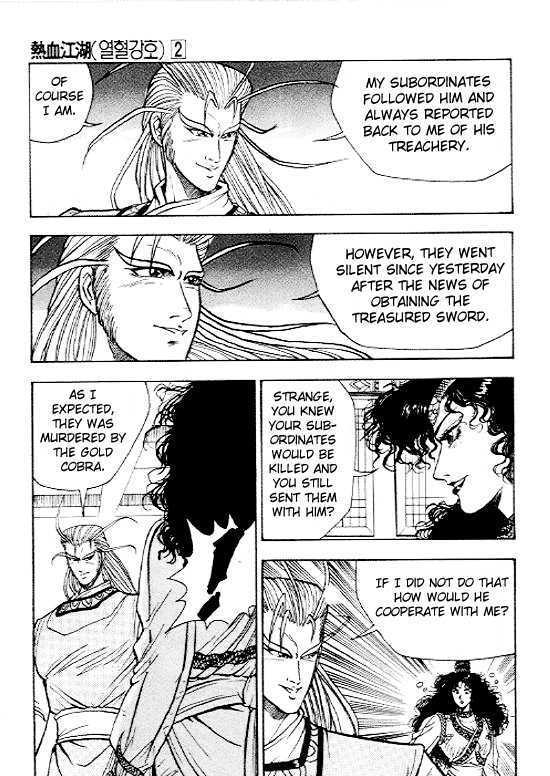 熱血江湖(열혈강호) 2
OF
COURSE
I AM.
MY SUBORDINATES
FOLLOWED HIM AND
ALWAYS REPORTED
BACK TO ME OF HIS
TREACHERY.
HOWEVER, THEY WENT
SILENT SINCE YESTERDAY
AFTER THE NEWS OF
OBTAINING THE
TREASURED SWORD.
AS I
EXPECTED,
THEY WAS
MURDERED BY
THE GOLD
COBRA.
STRANGE,
YOU KNEW
YOUR SUB-
ORDINATES
WOULD BE
KILLED AND
YOU STILL
SENT THEM
WITH HIM?
IF I DID NOT DO THAT
HOW WOULD HE
COOPERATE WITH ME?